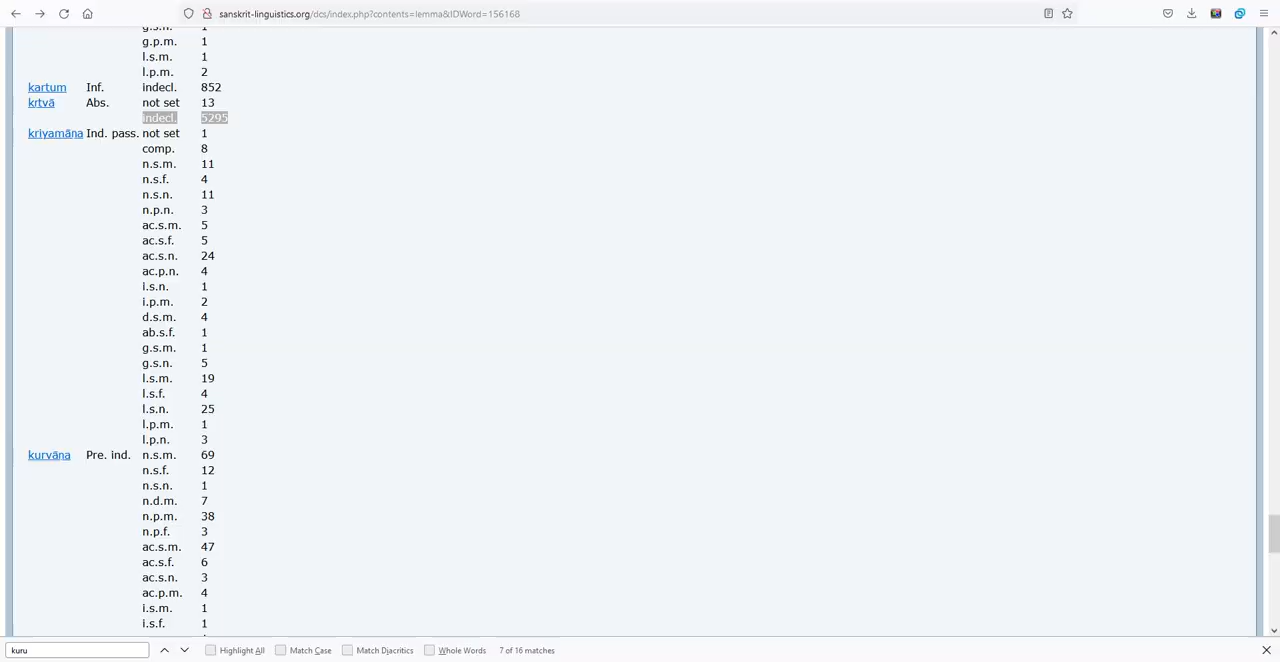 sanskrit-linguistics.org/dcs/index.php?contents=lemma&IDWord=156168
g.s.n. 1
g.p.m. 1
l.s.m. 1
l.p.m. 2
kartum Inf. indecl. 852
kṛtvā Abs. not set 13
indecl. 5295
kriyamāṇa Ind. pass. not set 1
comp. 8
n.s.m. 11
n.s.f. 4
n.s.n. 11
n.p.n. 3
ac.s.m. 5
ac.s.f. 5
ac.s.n. 24
ac.p.n. 4
i.s.n. 1
i.p.m. 2
d.s.m. 4
ab.s.f. 1
g.s.m. 1
g.s.n. 5
l.s.m. 19
l.s.f. 4
l.s.n. 25
l.p.m. 1
l.p.n. 3
kurvāṇa Pre. ind. n.s.m. 69
n.s.f. 12
n.s.n. 1
n.d.m. 7
n.p.m. 38
n.p.f. 3
ac.s.m. 47
ac.s.f. 6
ac.s.n. 3
ac.p.m. 4
i.s.m. 1
i.s.f. 1
kuru Highlight All Match Case Match Diacritics Whole Words 7 of 16 matches